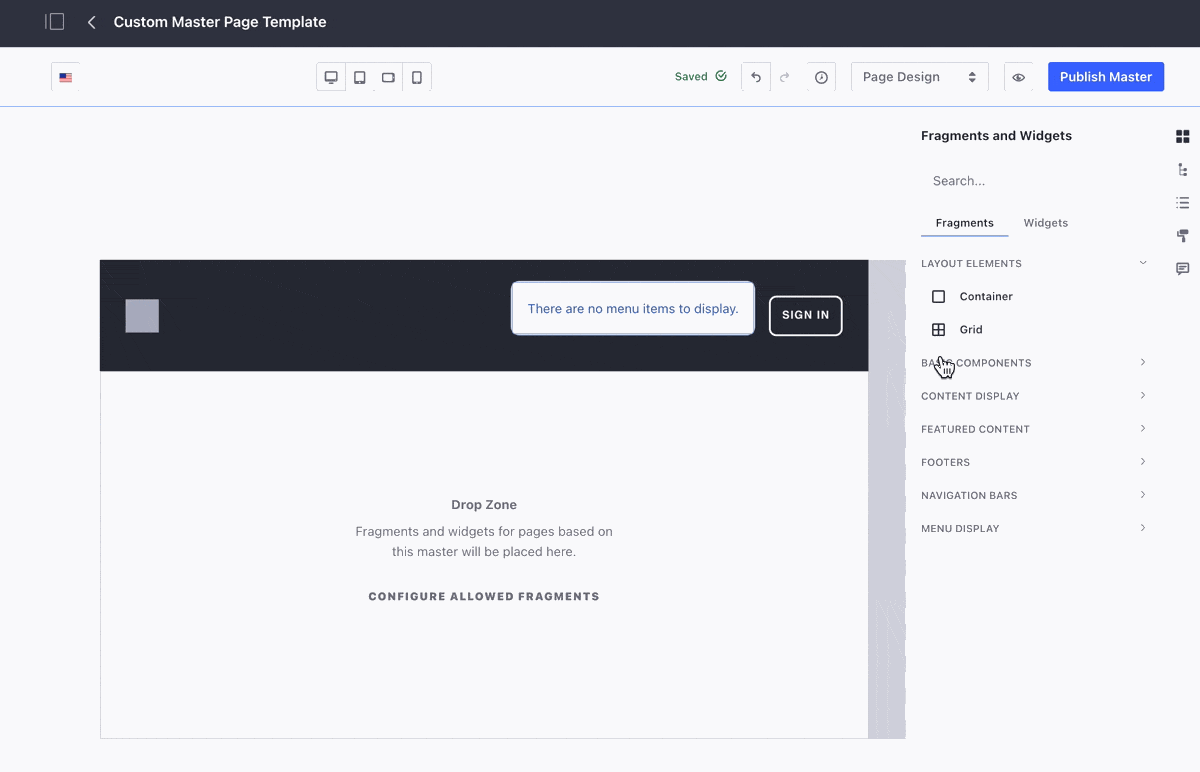 Custom Master Page Template
Saved
Page Design
Publish Master
Fragments and Widgets
Search...
Fragments
Widgets
LAYOUT ELEMENTS
Container
Grid
COMPONENTS
CONTENT DISPLAY
FEATURED CONTENT
FOOTERS
NAVIGATION BARS
MENU DISPLAY
There are no menu items to display.
SIGN IN
Drop Zone
Fragments and widgets for pages based on
this master will be placed here.
CONFIGURE ALLOWED FRAGMENTS